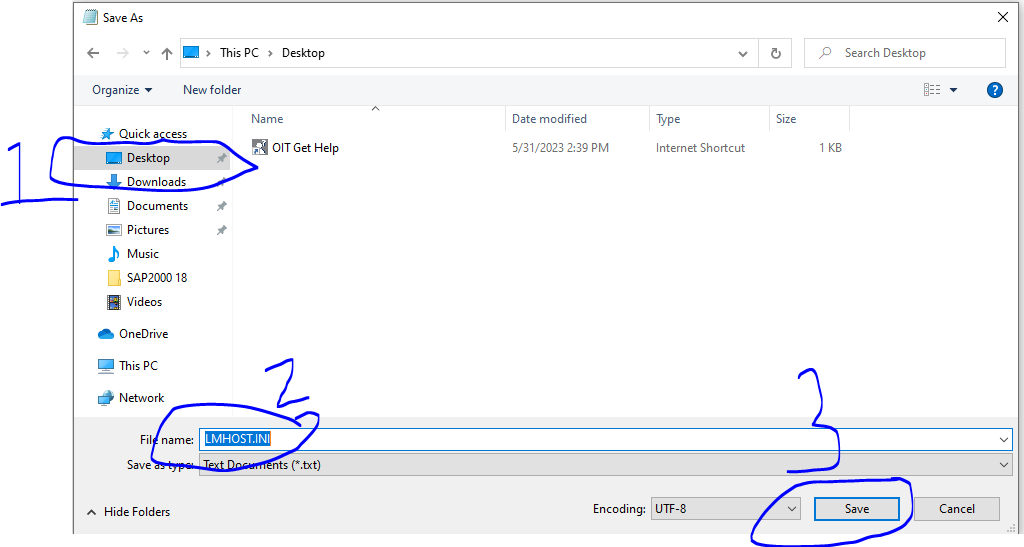 Save As
This PC > Desktop
Search Desktop
Organize
New folder
Name
Date modified
Type
Size
Quick access
OIT Get Help
5/31/2023 2:39 PM
Internet Shortcut
1 KB
1
Desktop
Downloads
Documents
Pictures
Music
SAP2000 18
Videos
OneDrive
This PC
Network
2
3
File name: LMHOST.INI
Save as type: Text Documents (*.txt)
Hide Folders
Encoding: UTF-8
Save
Cancel